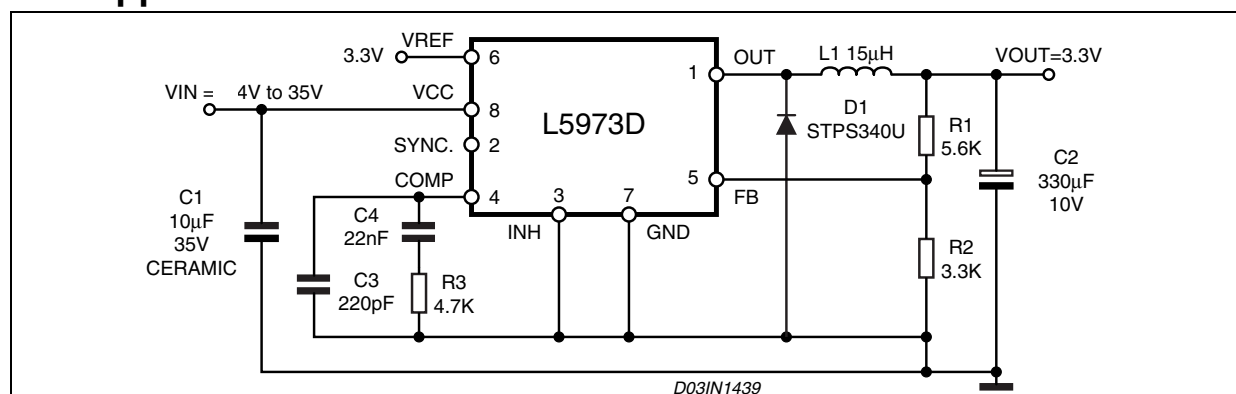 VREF
3.3V
6
VIN = 4V to 35V
VCC
8
SYNC.
2
COMP
4
L5973D
3
INH
7
GND
1
OUT
5
FB
L1 15µH
VOUT=3.3V
D1
STPS340U
R1
5.6K
C2
330µF
10V
R2
3.3K
C1
10µF
35V
CERAMIC
C4
22nF
C3
220pF
R3
4.7K
D03IN1439